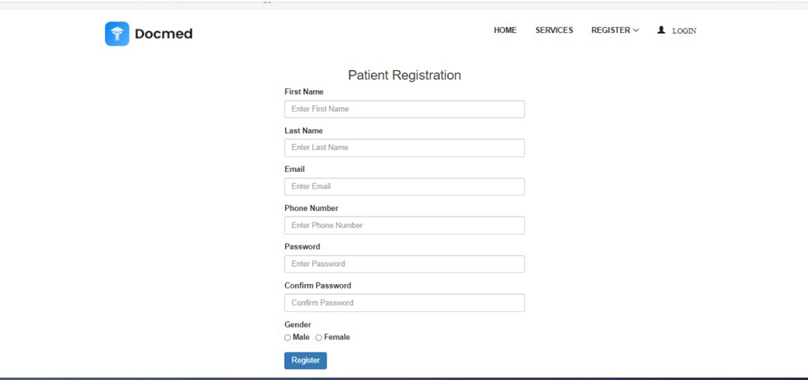 Docmed
HOME SERVICES REGISTER LOGIN
Patient Registration
First Name
Enter First Name
Last Name
Enter Last Name
Email
Enter Email
Phone Number
Enter Phone Number
Password
Enter Password
Confirm Password
Confirm Password
Gender
Male Female
Register